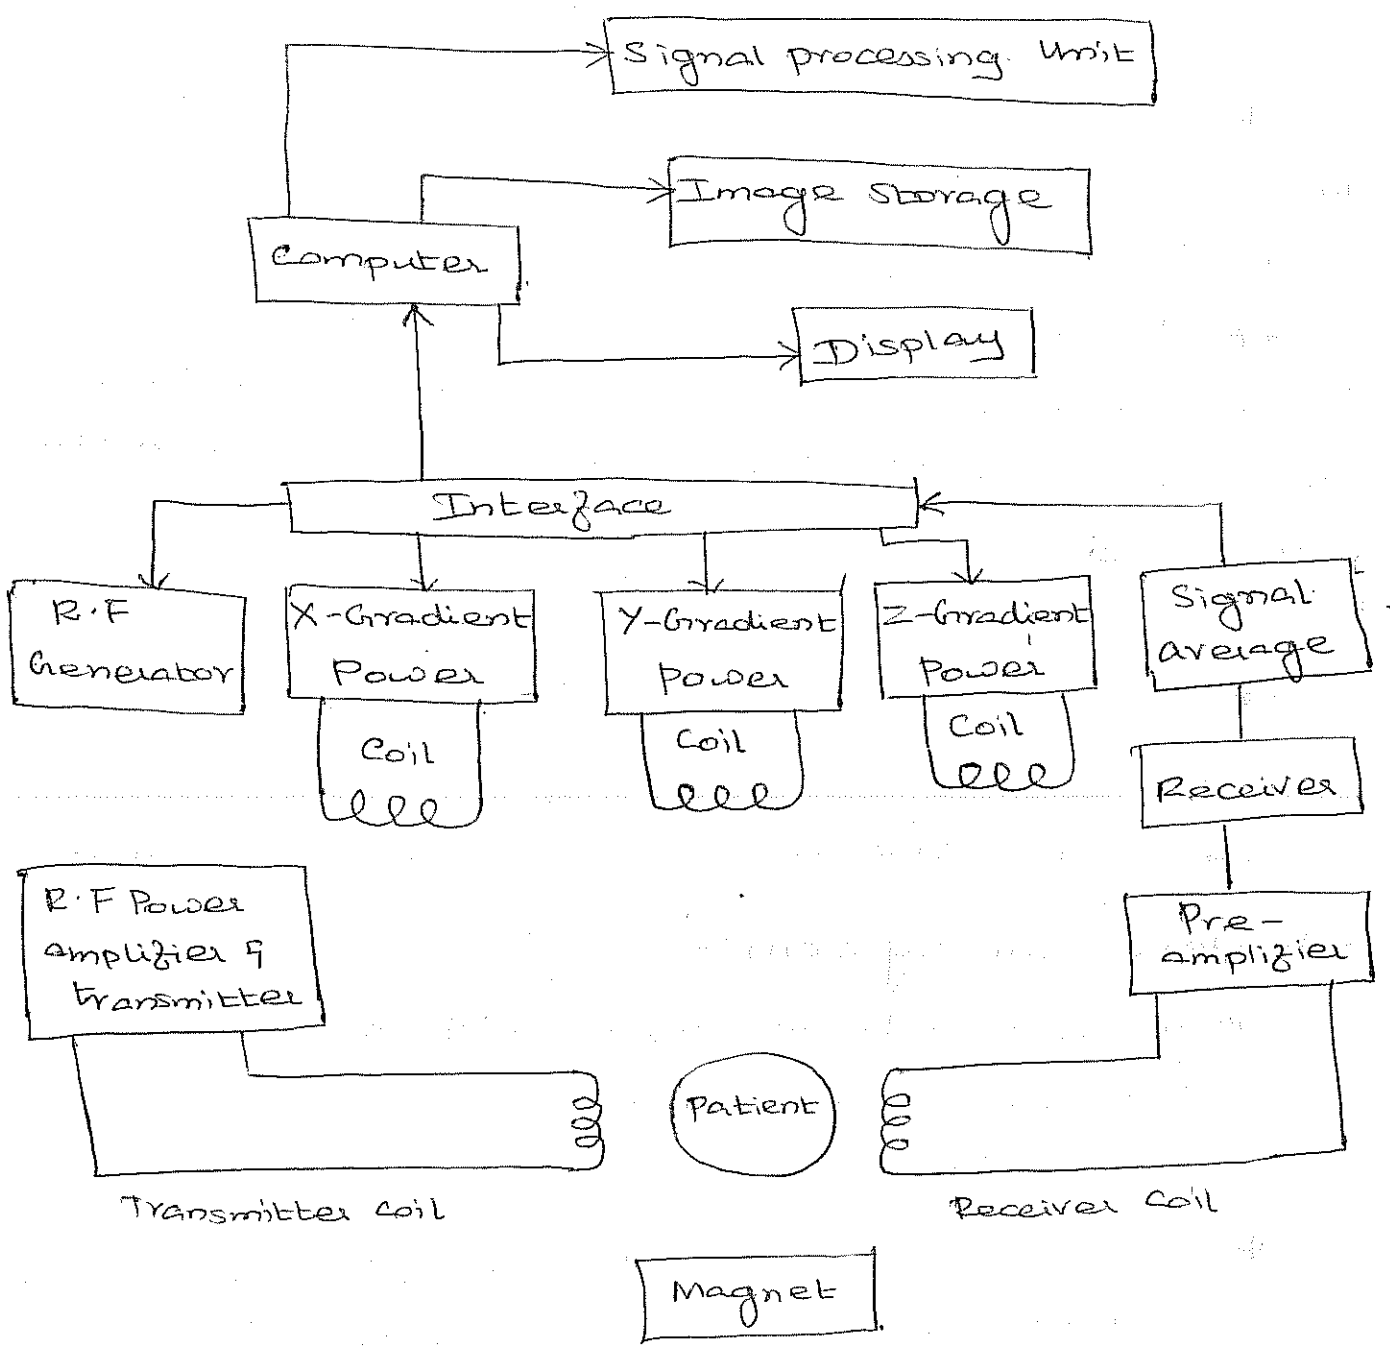 Signal processing Unit
Image Storage
Computer
Display
Interface
R.F
Generator
X-Gradient
Power
Coil
Y-Gradient
Power
Coil
Z-Gradient
Power
Coil
Signal
average
Receiver
R.F Power
amplifier &
transmitter
Pre-
amplifier
Patient
Transmitter coil
Receiver Coil
Magnet